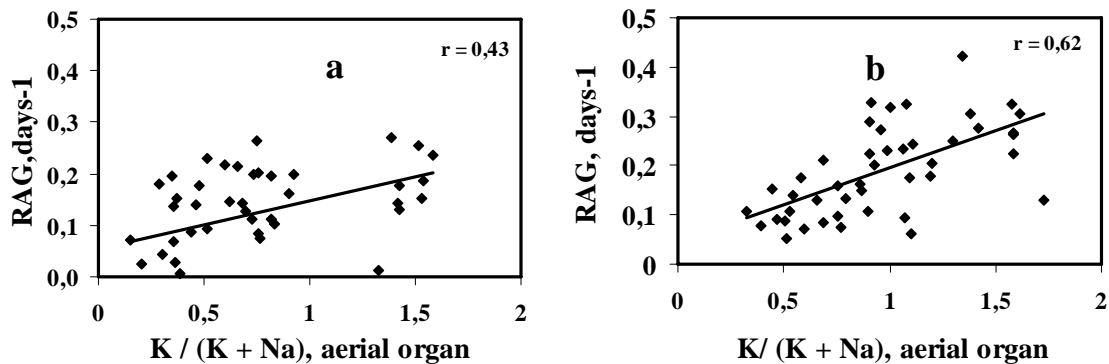 0,5
0,4
0,3
0,2
0,1
0,0
0
0,5
1
1,5
2
RAG,days-1
K / (K + Na), aerial organ
a
r = 0,43
0,5
0,4
0,3
0,2
0,1
0
0
0,5
1
1,5
2
RAG, days-1
K/ (K + Na), aerial organ
b
r = 0,62